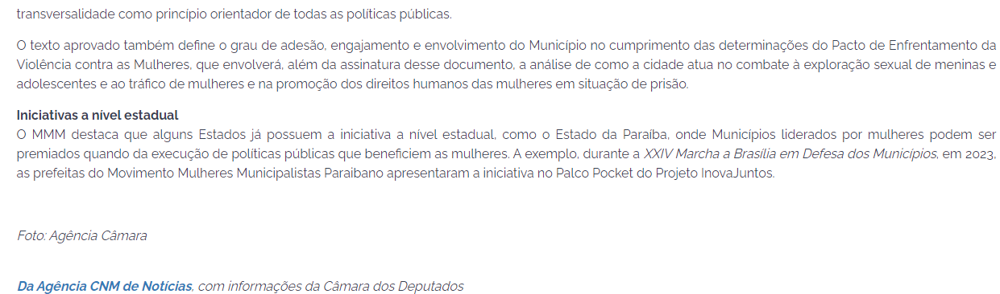 transversalidade como princípio orientador de todas as políticas públicas.
O texto aprovado também define o grau de adesão, engajamento e envolvimento do Município no cumprimento das determinações do Pacto de Enfrentamento da
Violência contra as Mulheres, que envolverá, além da assinatura desse documento, a análise de como a cidade atua no combate à exploração sexual de meninas e
adolescentes e ao tráfico de mulheres e na promoção dos direitos humanos das mulheres em situação de prisão.
Iniciativas a nível estadual
O MMM destaca que alguns Estados já possuem a iniciativa a nível estadual, como o Estado da Paraíba, onde Municípios liderados por mulheres podem ser
premiados quando da execução de políticas públicas que beneficiem as mulheres. A exemplo, durante a XXIV Marcha a Brasília em Defesa dos Municípios, em 2023,
as prefeitas do Movimento Mulheres Municipalistas Paraibano apresentaram a iniciativa no Palco Pocket do Projeto InovaJuntos.
Foto: Agência Câmara
Da Agência CNM de Notícias, com informações da Câmara dos Deputados